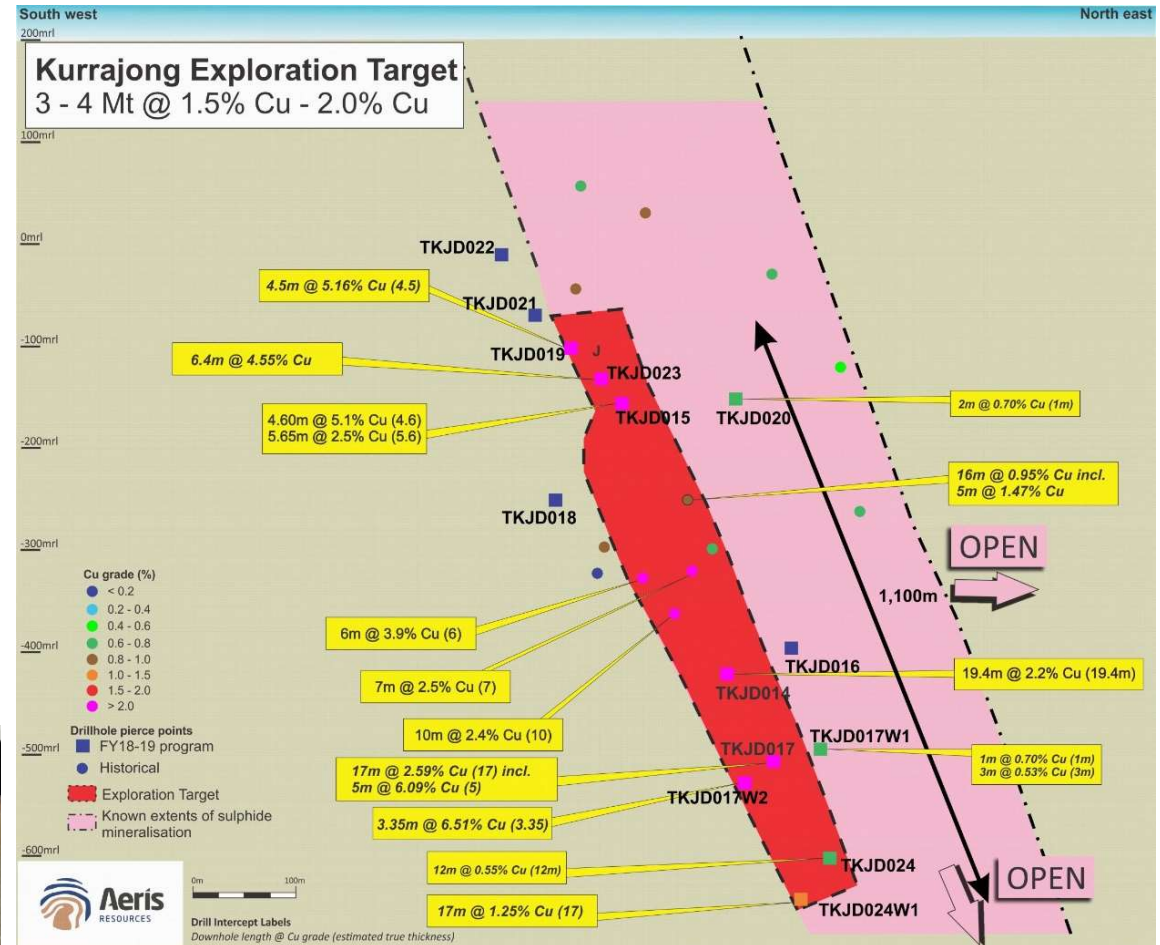 South west
North east
200mrl
Kurrajong Exploration Target
3 - 4 Mt @ 1.5% Cu - 2.0% Cu
100mrl
0mrl
TKJD022
4.5m @ 5.16% Cu (4.5)
TKJD021
-100mrl
TKJD019
J
6.4m @ 4.55% Cu
TKJD023
4.60m @ 5.1% Cu (4.6)
5.65m @ 2.5% Cu (5.6)
TKJD015
TKJD020
2m @ 0.70% Cu (1m)
-200mrl
16m @ 0.95% Cu incl.
5m @ 1.47% Cu
TKJD018
-300mrl
OPEN
1,100m
Cu grade (%)
< 0.2
0.2 - 0.4
0.4 - 0.6
0.6 - 0.8
0.8 - 1.0
1.0 - 1.5
1.5 - 2.0
> 2.0
6m @ 3.9% Cu (6)
-400mrl
TKJD016
7m @ 2.5% Cu (7)
TKJD014
19.4m @ 2.2% Cu (19.4m)
10m @ 2.4% Cu (10)
Drillhole pierce points
FY18-19 program
Historical
Exploration Target
Known extents of sulphide
mineralisation
-500mrl
TKJD017
TKJD017W1
17m @ 2.59% Cu (17) incl.
5m @ 6.09% Cu (5)
1m @ 0.70% Cu (1m)
3m @ 0.53% Cu (3m)
TKJD017W2
3.35m @ 6.51% Cu (3.35)
-600mrl
12m @ 0.55% Cu (12m)
TKJD024
OPEN
17m @ 1.25% Cu (17)
TKJD024W1
Aeris
RESOURCES
0m
100m
Drill Intercept Labels
Downhole length @ Cu grade (estimated true thickness)